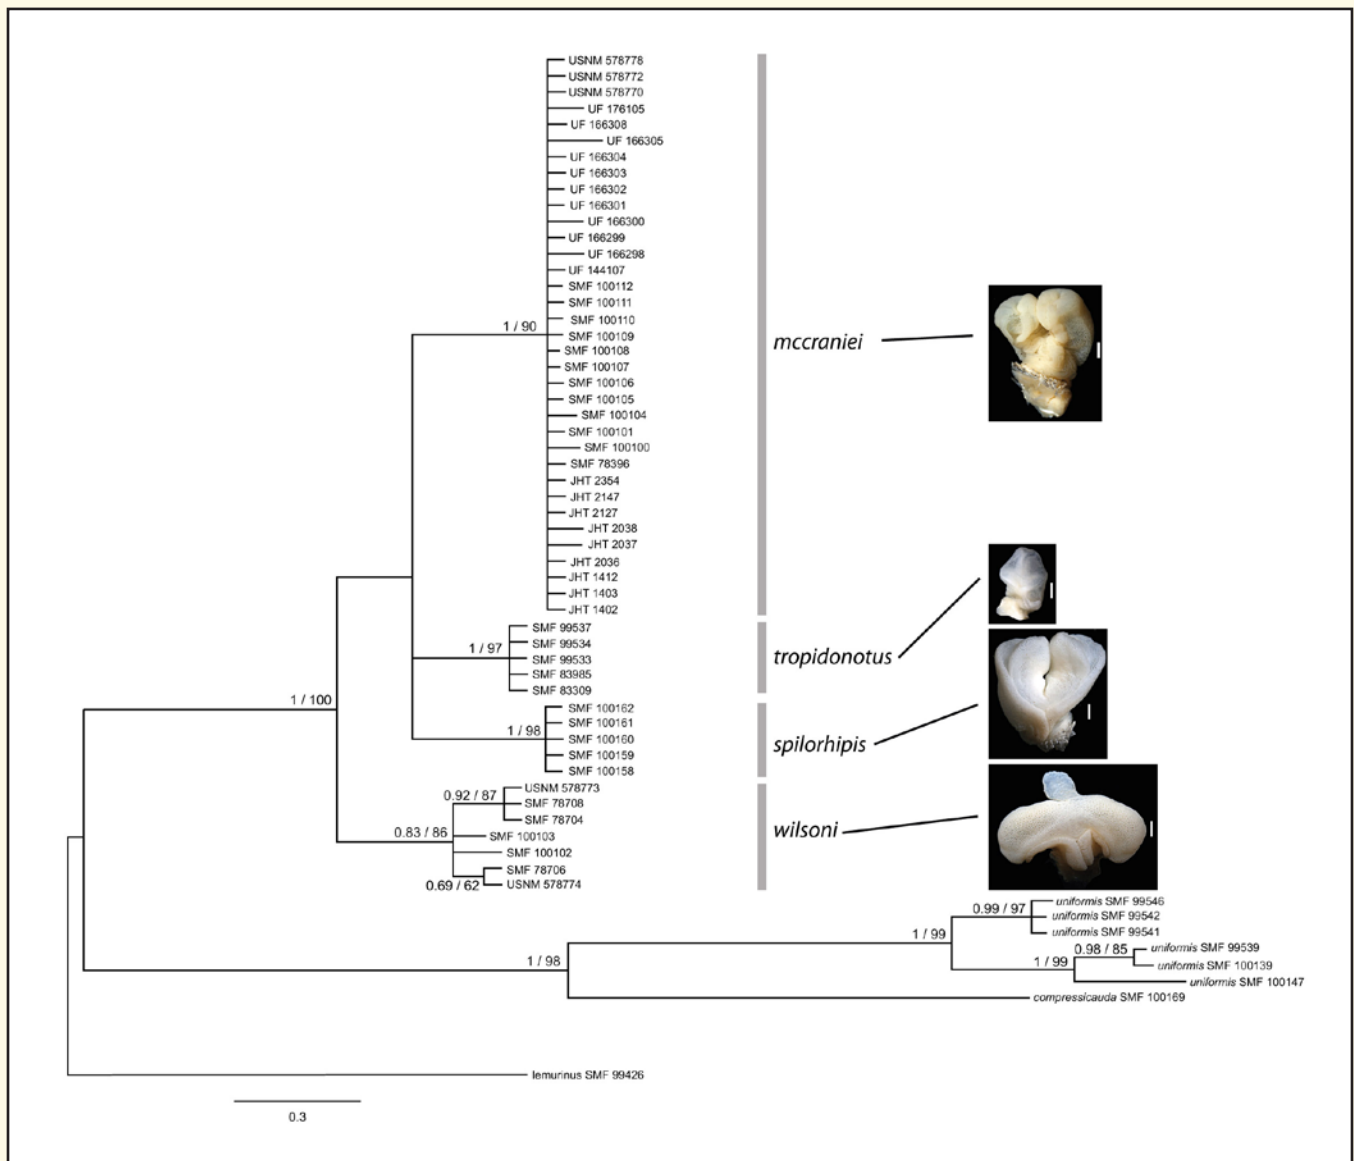 USNM 578778
USNM 578772
USNM 578770
UF 176105
UF 166308
UF 166305
UF 166304
UF 166303
UF 166302
UF 166301
UF 166300
UF 166299
UF 166298
UF 144107
SMF 100112
SMF 100111
SMF 100110
1 / 90
SMF 100109
mccraniei
SMF 100108
SMF 100107
SMF 100106
SMF 100105
SMF 100104
SMF 100101
SMF 100100
SMF 78396
JHT 2354
JHT 2147
JHT 2127
JHT 2038
JHT 2037
JHT 2036
JHT 1412
JHT 1403
JHT 1402
SMF 99537
SMF 99534
1 / 97
SMF 99533
tropidonotus
SMF 83985
SMF 83309
1 / 100
SMF 100162
SMF 100161
1 / 98
SMF 100160
spilorhipis
SMF 100159
SMF 100158
USNM 578773
0.92 / 87
SMF 78708
SMF 78704
0.83 / 86
SMF 100103
wilsoni
SMF 100102
SMF 78706
0.69 / 62
USNM 578774
uniformis SMF 99546
0.99 / 97
uniformis SMF 99542
uniformis SMF 99541
1 / 99
0.98 / 85
uniformis SMF 99539
1 / 99
uniformis SMF 100139
1 / 98
uniformis SMF 100147
compressicauda SMF 100169
lemurinus SMF 99426
0.3